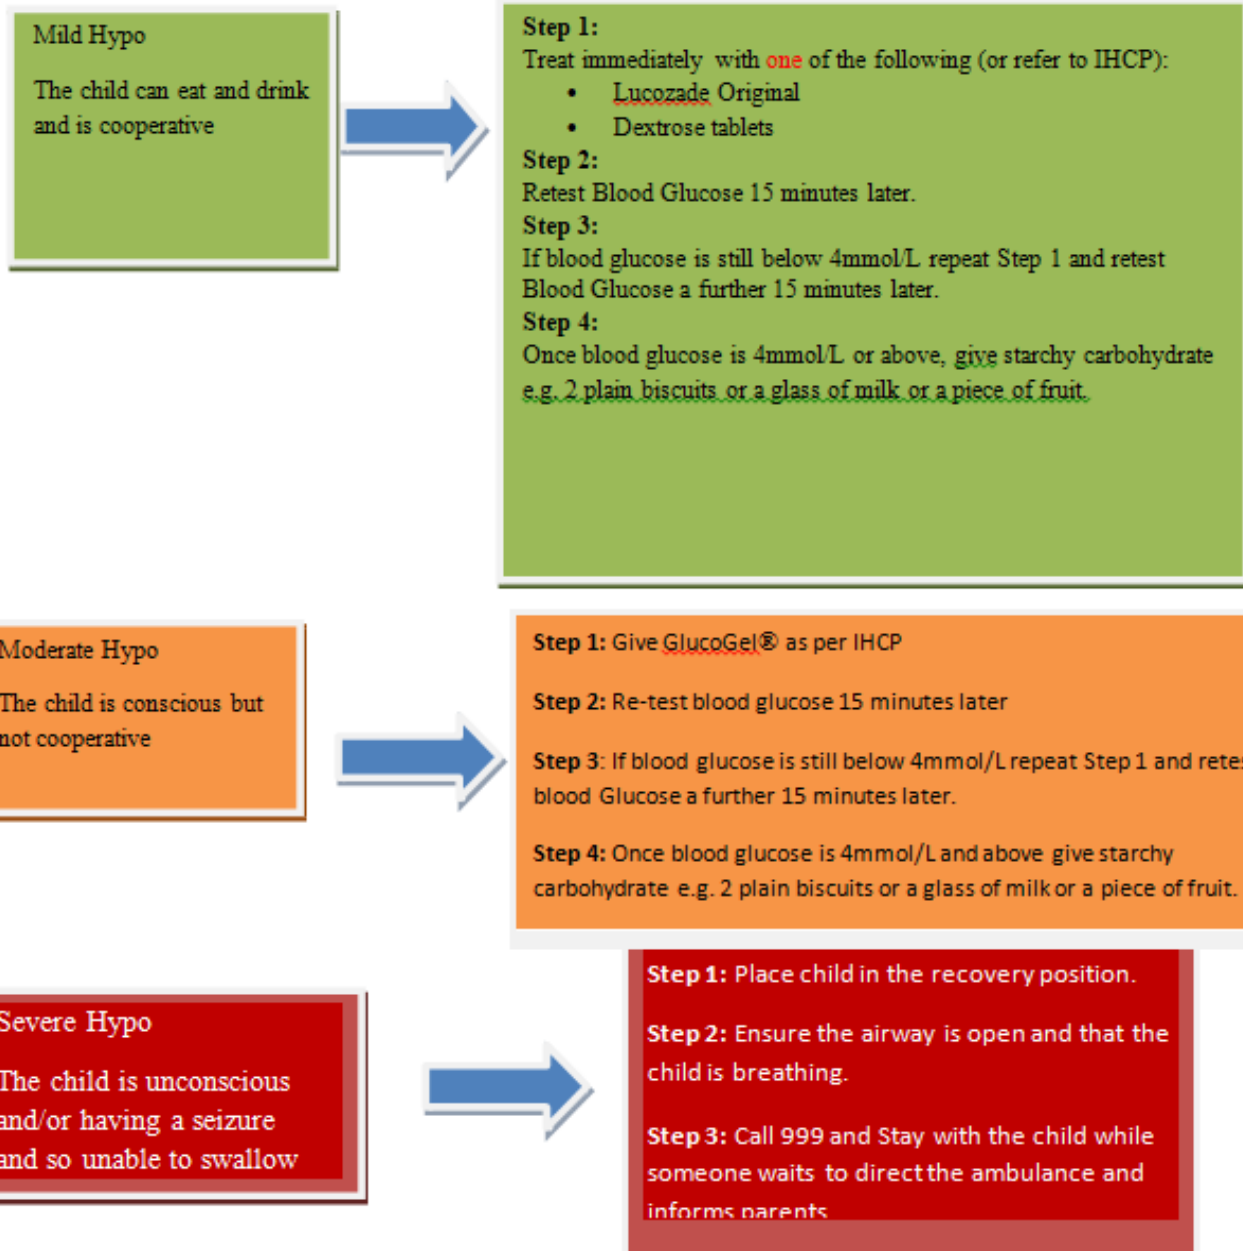 Mild Hypo
The child can eat and drink
and is cooperative
Step 1:
Treat immediately with one of the following (or refer to IHCP):
• Lucozade Original
• Dextrose tablets
Step 2:
Retest Blood Glucose 15 minutes later.
Step 3:
If blood glucose is still below 4mmol/L repeat Step 1 and retest
Blood Glucose a further 15 minutes later.
Step 4:
Once blood glucose is 4mmol/L or above, give starchy carbohydrate
e.g. 2 plain biscuits or a glass of milk or a piece of fruit.
Moderate Hypo
The child is conscious but
not cooperative
Step 1: Give GlucoGel® as per IHCP
Step 2: Re-test blood glucose 15 minutes later
Step 3: If blood glucose is still below 4mmol/L repeat Step 1 and retes
blood Glucose a further 15 minutes later.
Step 4: Once blood glucose is 4mmol/L and above give starchy
carbohydrate e.g. 2 plain biscuits or a glass of milk or a piece of fruit.
Severe Hypo
The child is unconscious
and/or having a seizure
and so unable to swallow
Step 1: Place child in the recovery position.
Step 2: Ensure the airway is open and that the
child is breathing.
Step 3: Call 999 and Stay with the child while
someone waits to direct the ambulance and
informs parents